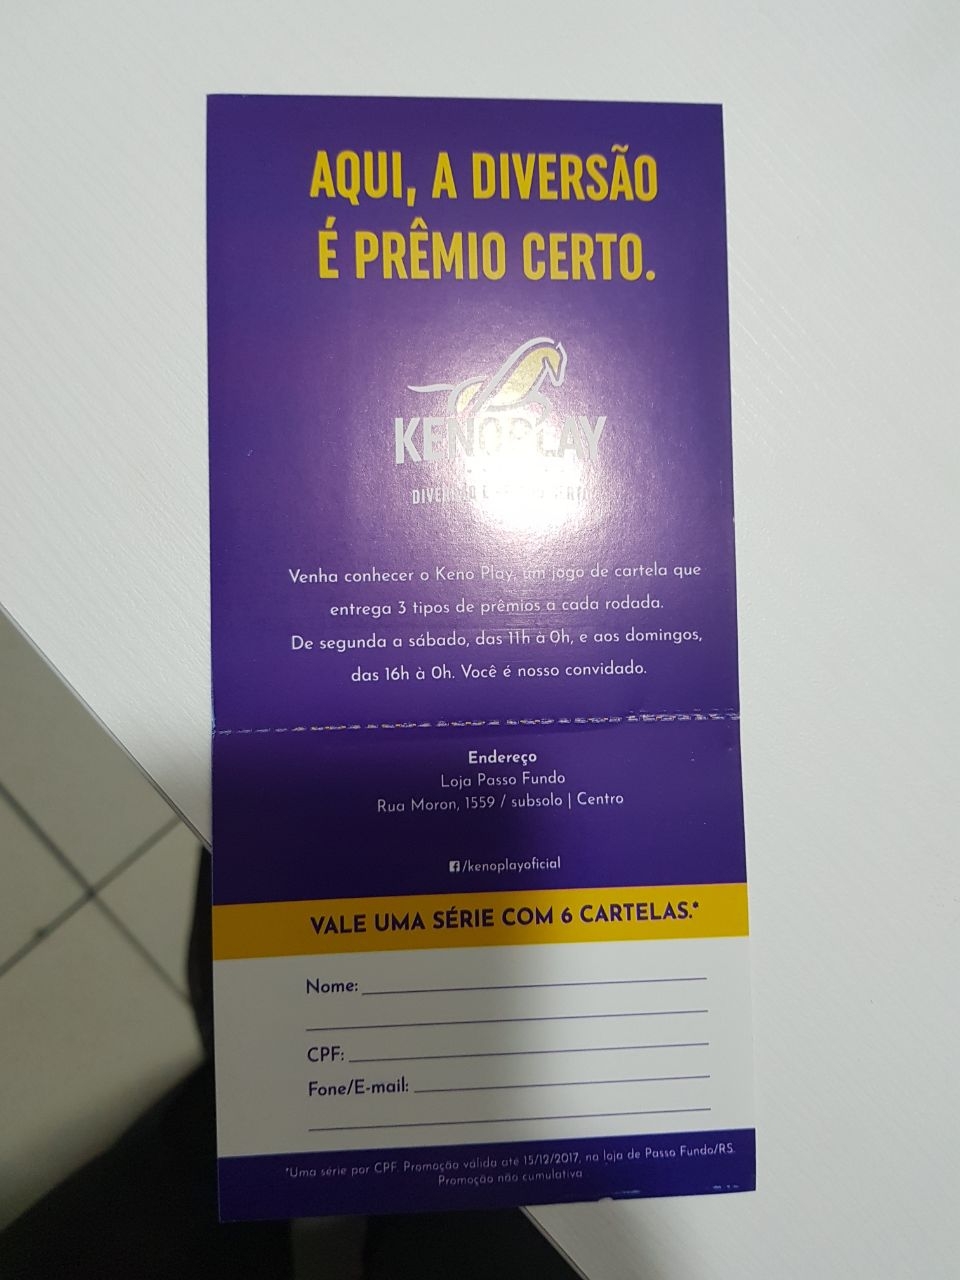 AQUI, A DIVERSÃO
É PRÊMIO CERTO.
KENOPLAY
Venha conhecer o Keno Play, um jogo de cartela que
entrega 3 tipos de prêmios a cada rodada.
De segunda a sábado, das 11h à 0h, e aos domingos,
das 16h à 0h. Você é nosso convidado.
Endereço
Loja Passo Fundo
Rua Moron, 1559 / subsolo | Centro
/kenoplayoficial
VALE UMA SÉRIE COM 6 CARTELAS.*
Nome:
CPF:
Fone/E-mail:
*Uma série por CPF. Promoção válida até 15/12/2017, na loja de Passo Fundo/RS.
Promoção não cumulativa